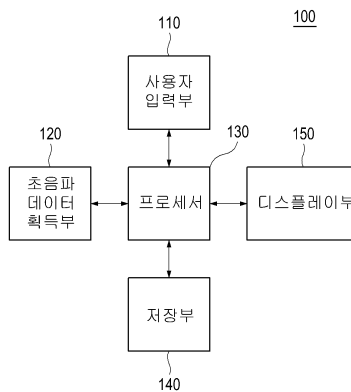 100
110
사용자
입력부
120
초음파
데이터
획득부
130
프로세서
150
디스플레이부
저장부
140